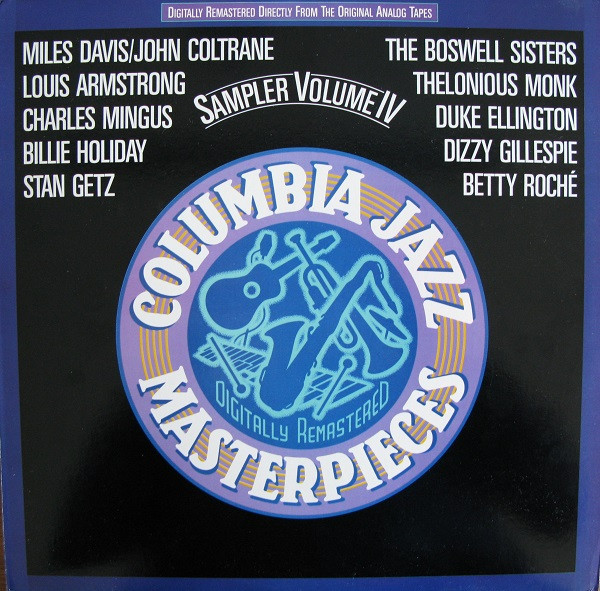 DIGITALLY REMASTERED DIRECTLY FROM THE ORIGINAL ANALOG TAPES
MILES DAVIS/JOHN COLTRANE
LOUIS ARMSTRONG
CHARLES MINGUS
BILLIE HOLIDAY
STAN GETZ
THE BOSWELL SISTERS
THELONIOUS MONK
DUKE ELLINGTON
DIZZY GILLESPIE
BETTY ROCHÉ
SAMPLER VOLUME IV
COLUMBIA JAZZ
DIGITALLY REMASTERED
MASTERPIECES